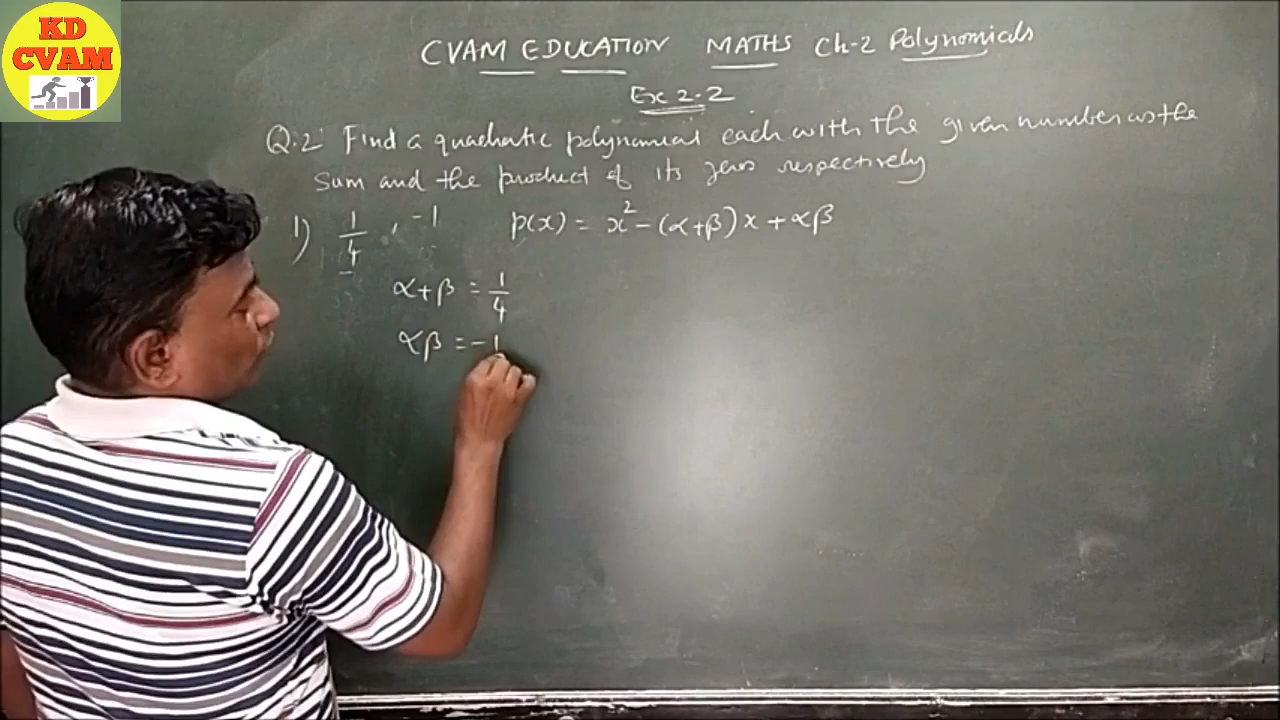 KD
CVAM
CVAM EDUCATION MATHS Ch-2 Polynomials
Ex 2.2
Q.2 Find a quadratic polynomial each with the given number as the
sum and the product of its zeros respectively
1) 1/4 , -1 p(x) = x² - (α+β)x + αβ
α+β = 1/4
αβ = -1